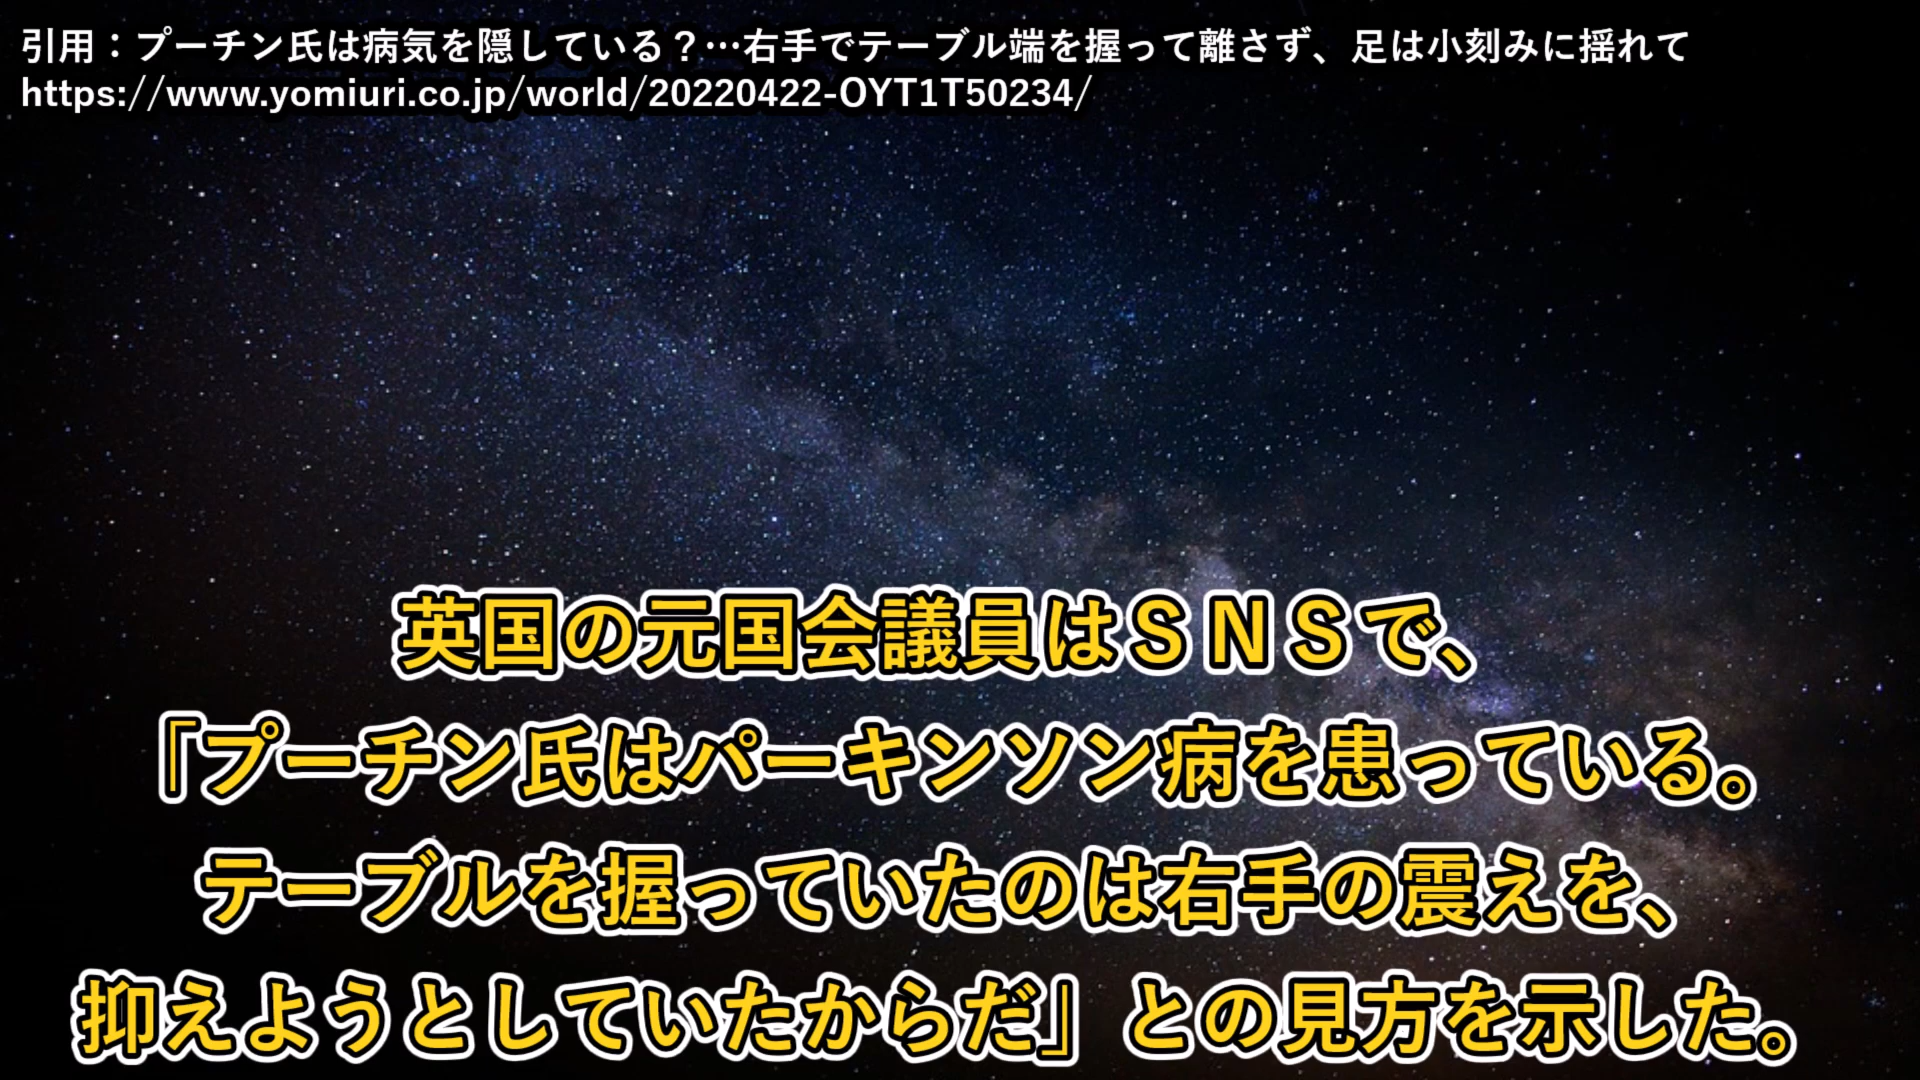 引用：プーチン氏は病気を隠している？…右手でテーブル端を握って離さず、足は小刻みに揺れて
https://www.yomiuri.co.jp/world/20220422-OYT1T50234/
英国の元国会議員はＳＮＳで、
「プーチン氏はパーキンソン病を患っている。
テーブルを握っていたのは右手の震えを、
抑えようとしていたからだ」との見方を示した。